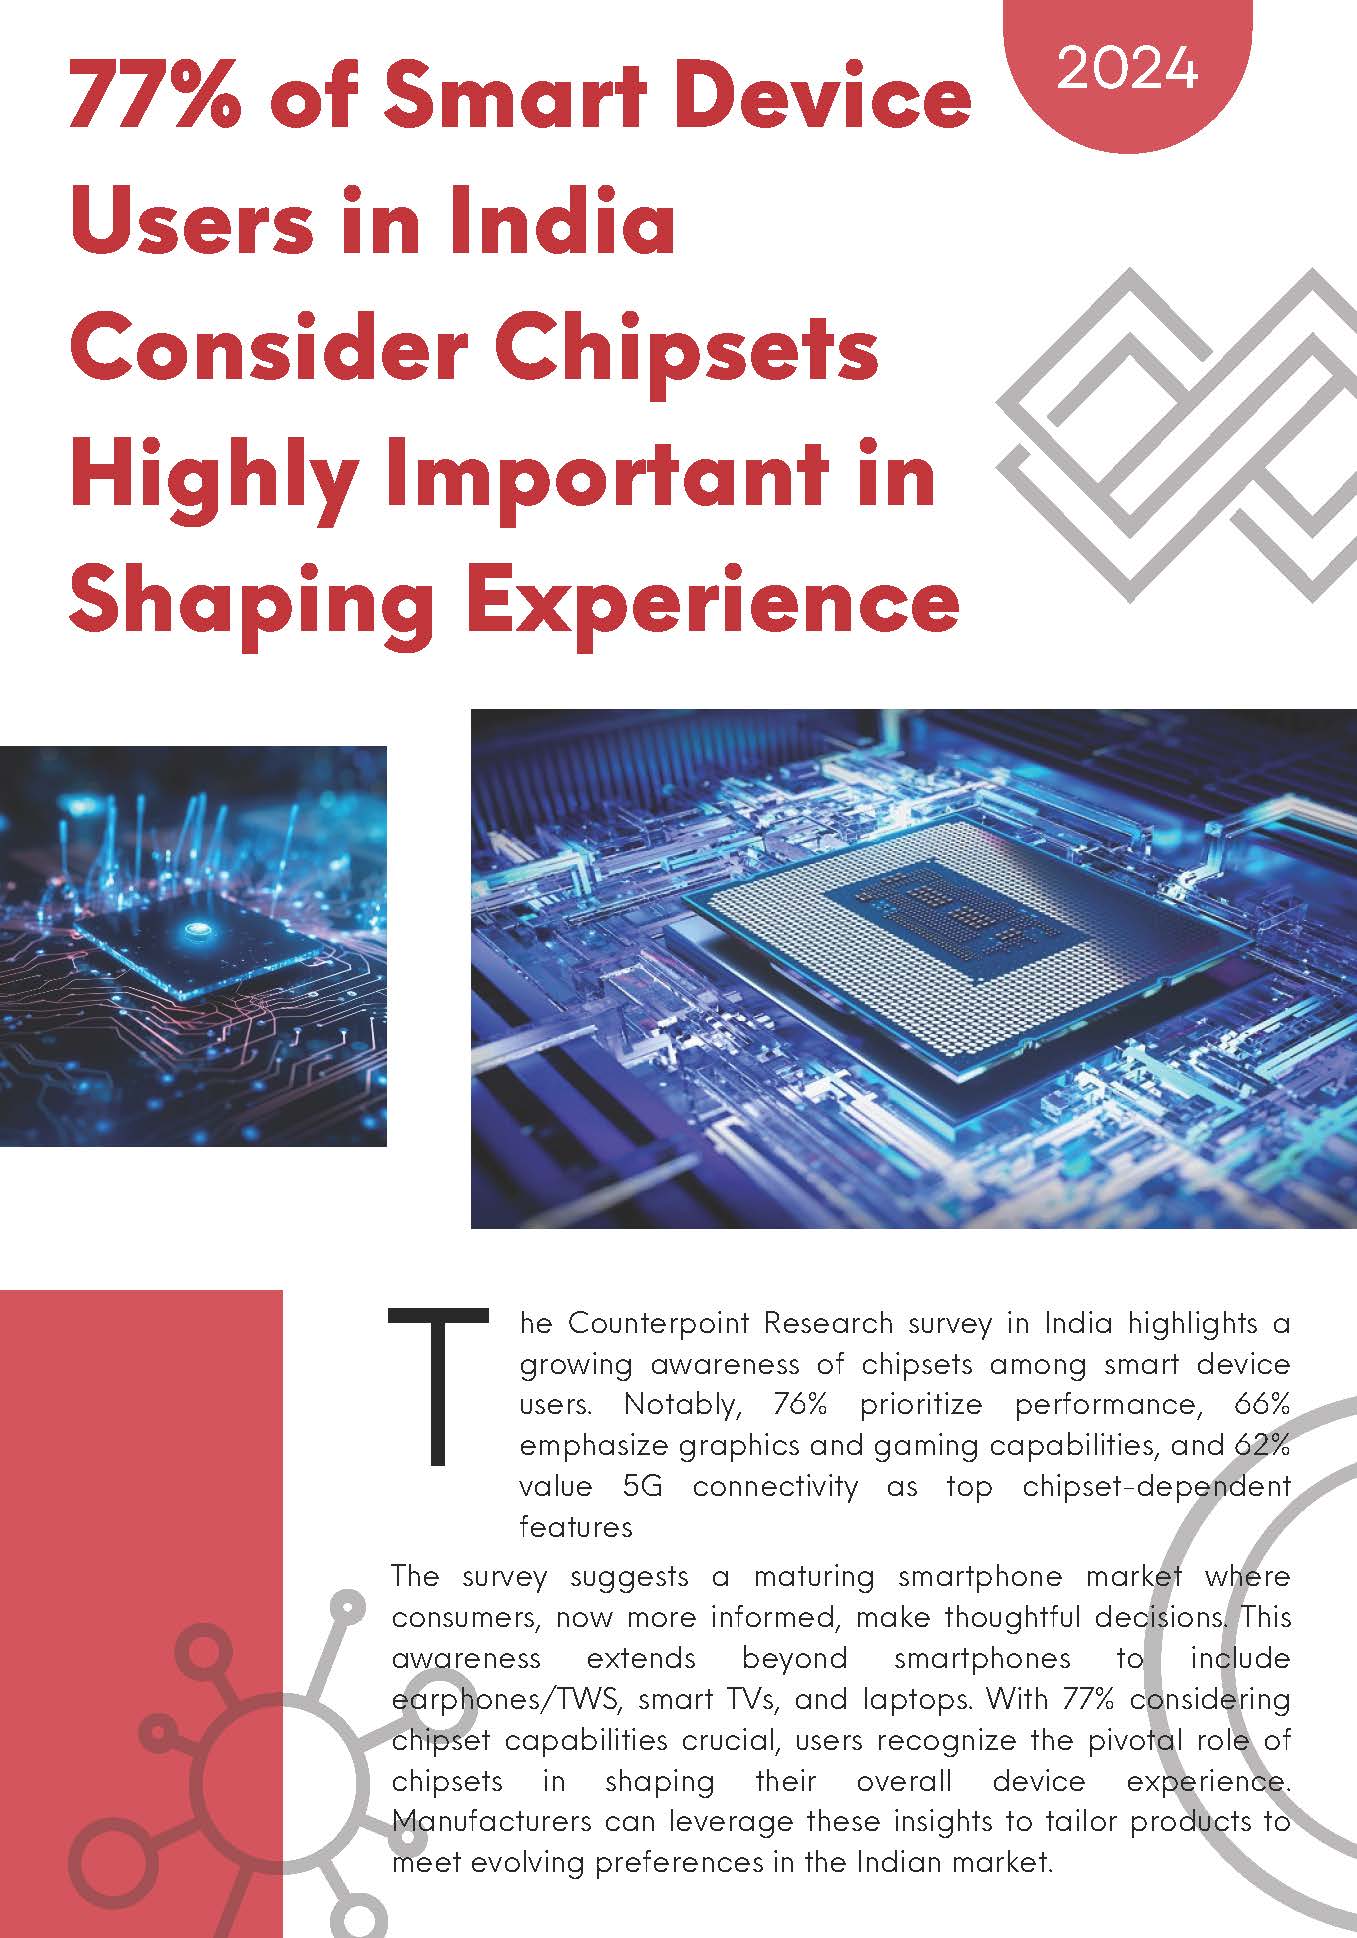 77% of Smart Device
Users in India
Consider Chipsets
Highly Important in
Shaping Experience
2024
The Counterpoint Research survey in India highlights a
growing awareness of chipsets among smart device
users. Notably, 76% prioritize performance, 66%
emphasize graphics and gaming capabilities, and 62%
value 5G connectivity as top chipset-dependent
features
The survey suggests a maturing smartphone market where
consumers, now more informed, make thoughtful decisions. This
awareness extends beyond smartphones to include
earphones/TWS, smart TVs, and laptops. With 77% considering
chipset capabilities crucial, users recognize the pivotal role of
chipsets in shaping their overall device experience.
Manufacturers can leverage these insights to tailor products to
meet evolving preferences in the Indian market.